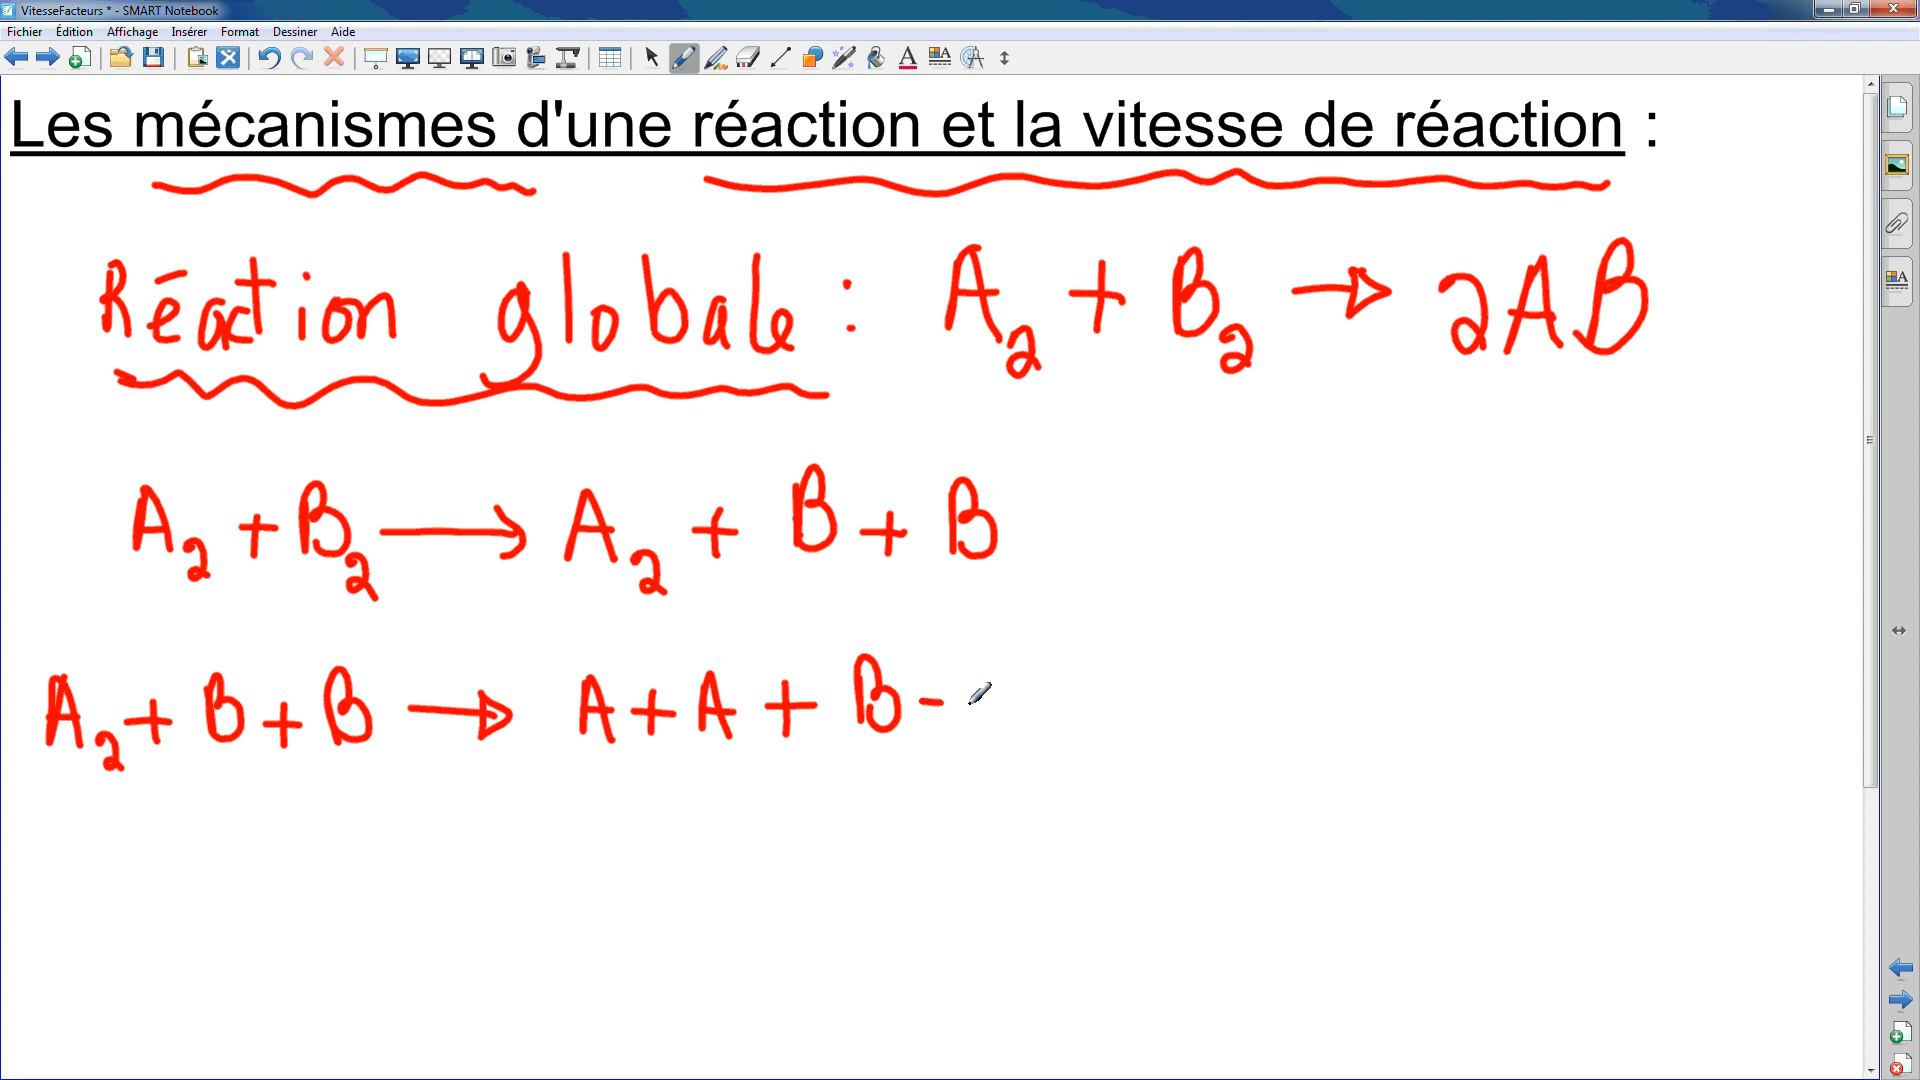 VitesseFacteurs * - SMART Notebook
Fichier Édition Affichage Insérer Format Dessiner Aide
Les mécanismes d'une réaction et la vitesse de réaction :
Réaction globale : A₂ + B₂ → 2AB
A₂ + B₂ → A₂ + B + B
A₂ + B + B → A + A + B -